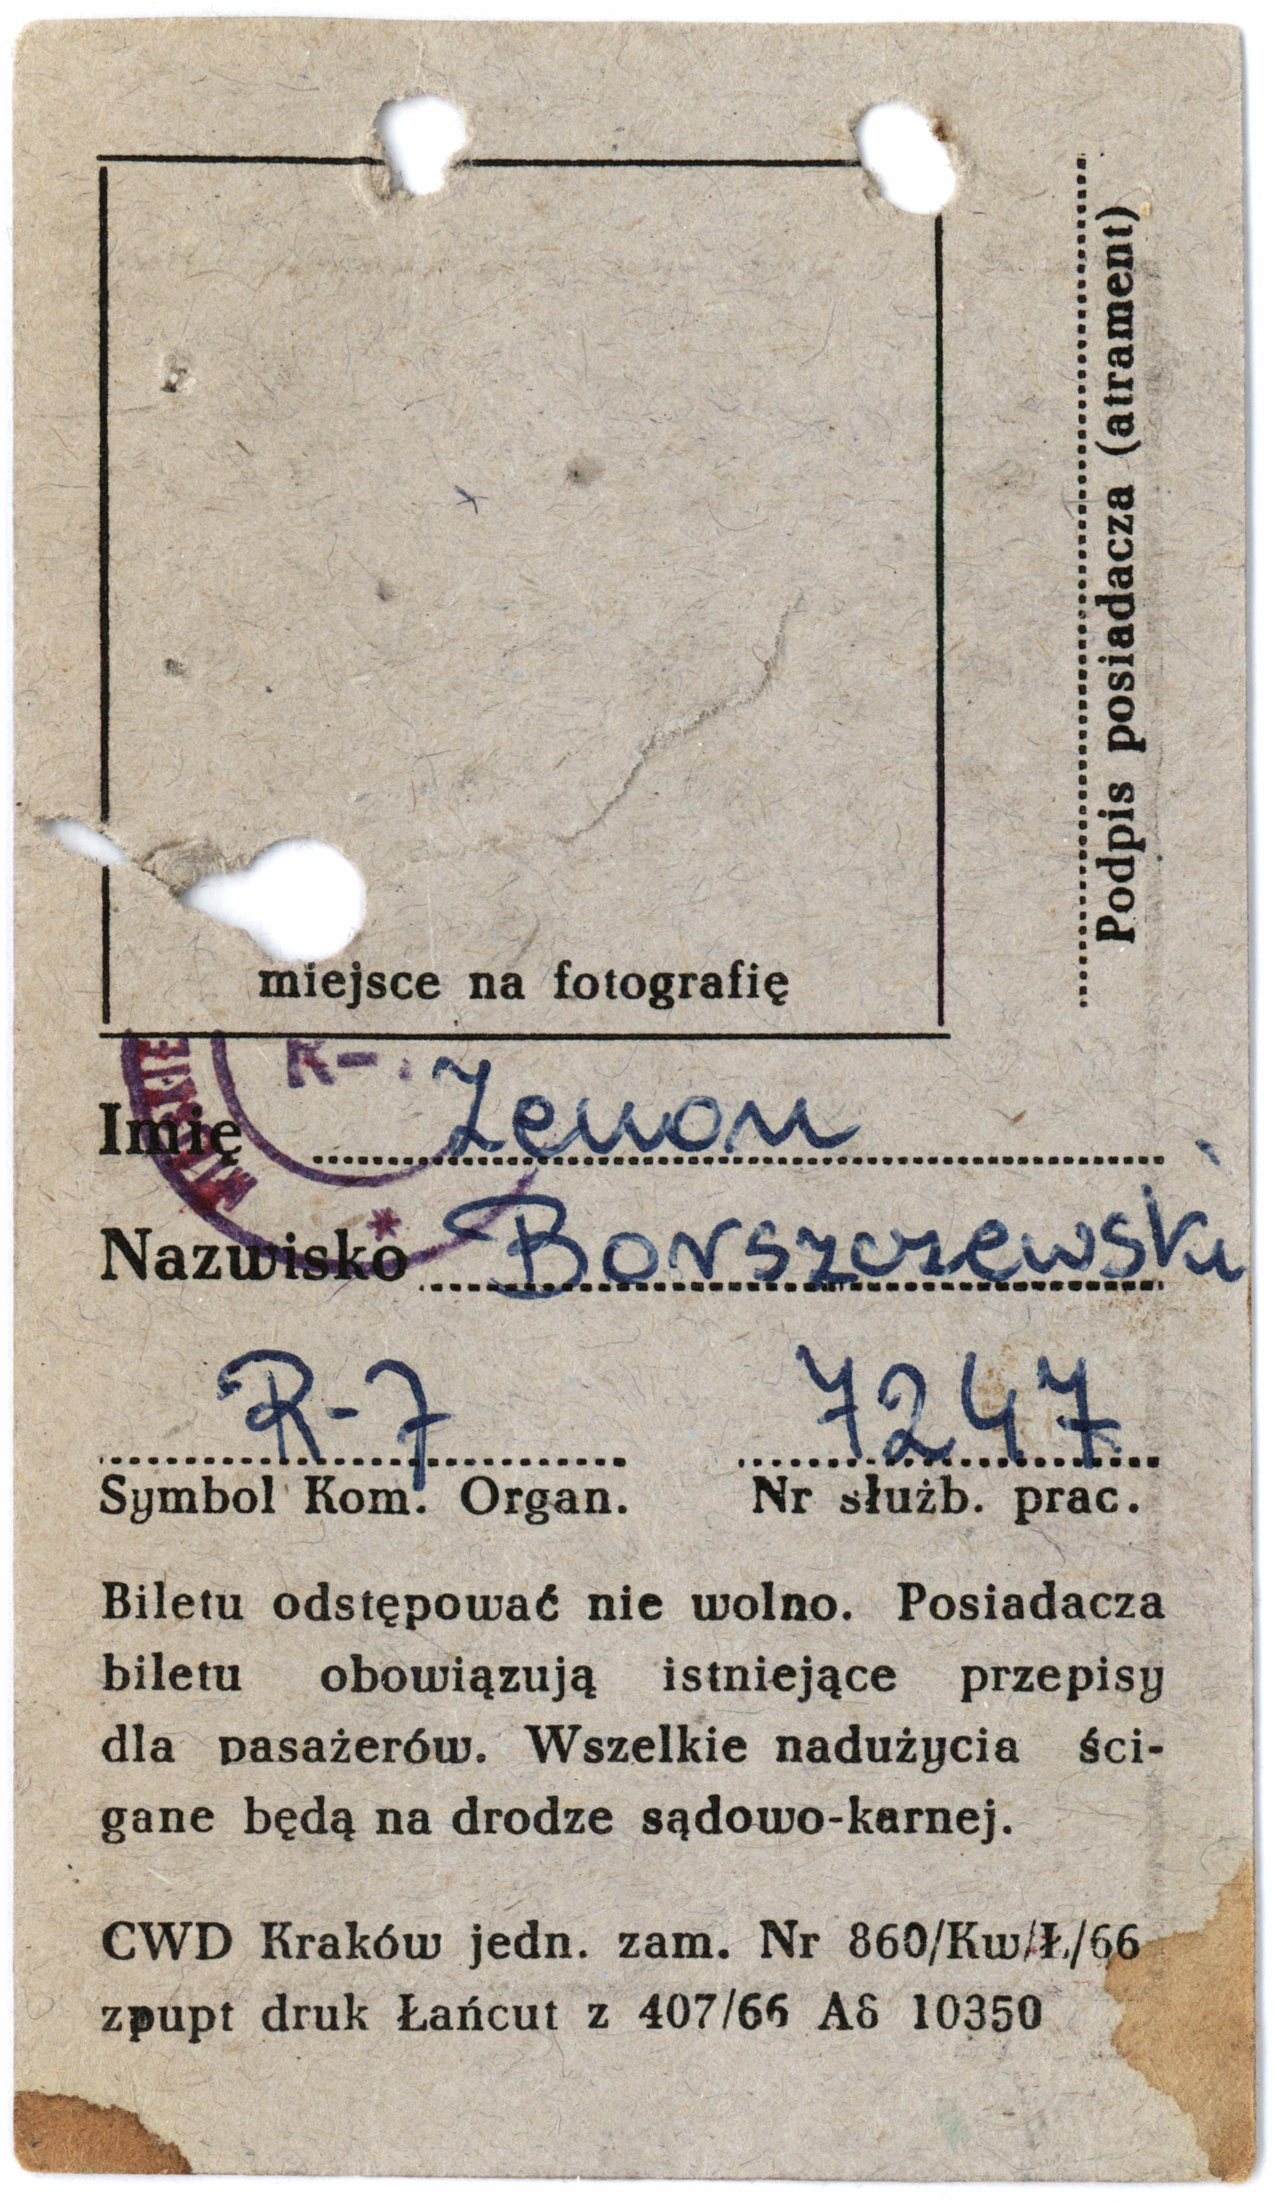 Podpis posiadacza (atrament)
miejsce na fotografię
MIEJSKIE
R-
Imię Zenon
Nazwisko Borszczewski
R-7 7247
Symbol Kom. Organ. Nr służb. prac.
Biletu odstępować nie wolno. Posiadacza
biletu obowiązują istniejące przepisy
dla pasażerów. Wszelkie nadużycia ści-
gane będą na drodze sądowo-karnej.
CWD Kraków jedn. zam. Nr 860/Kw/Ł/66
zpupt druk Łańcut z 407/66 A6 10350